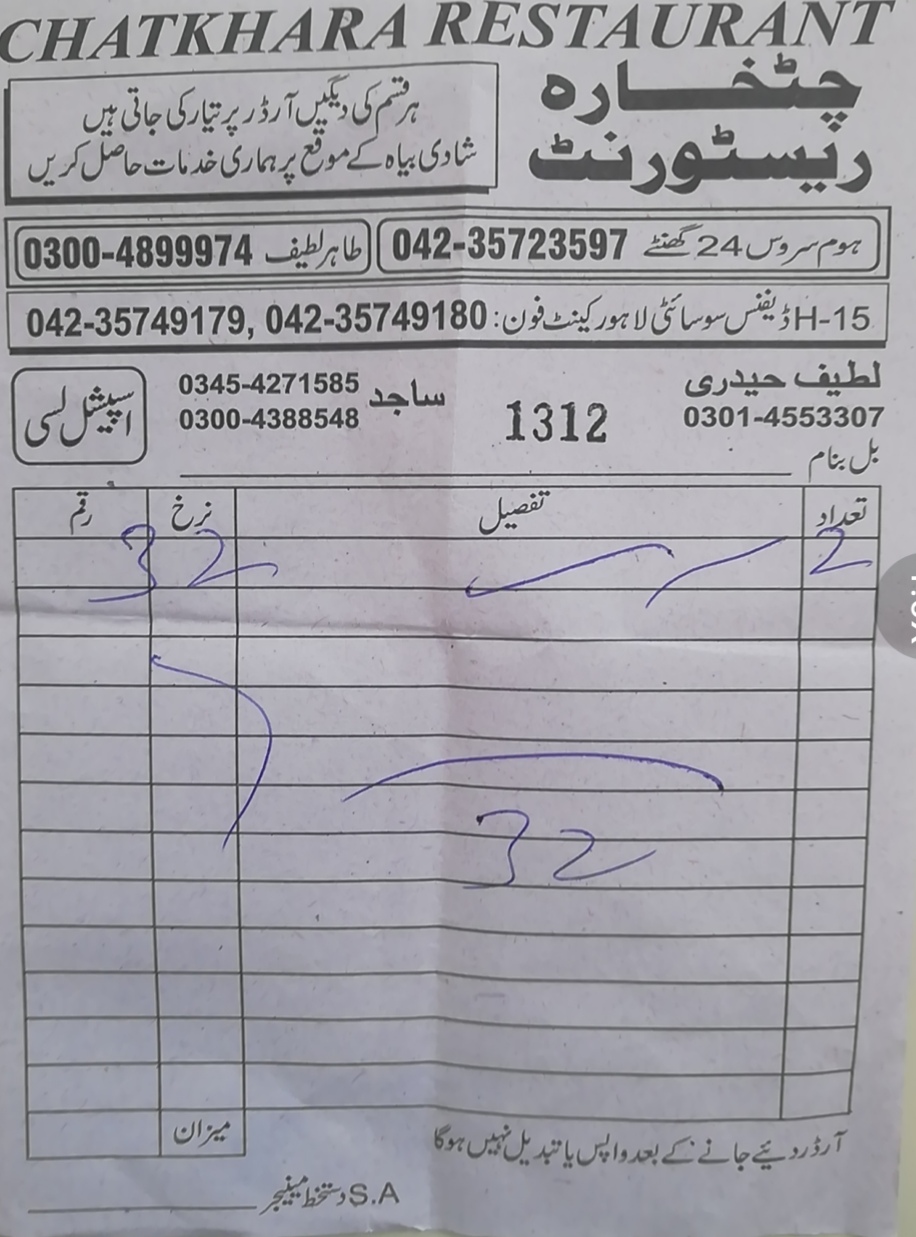 CHATKHARA RESTAURANT
چٹخارہ
ریسٹورنٹ
ہر قسم کی دیگیں آرڈر پر تیار کی جاتی ہیں
شادی بیاہ کے موقع پر ہماری خدمات حاصل کریں
ہوم سروس 24 گھنٹے 042-35723597
طاہر لطیف 0300-4899974
15-H ڈیفنس سوسائٹی لاہور کینٹ فون: 042-35749180, 042-35749179
لطیف حیدری
0301-4553307
1312
ساجد 0345-4271585
0300-4388548
اسپیشل لسی
بل بنام
تعداد تفصیل نرخ رقم
2 32
32
میزان
آرڈر دیئے جانے کے بعد واپس یا تبدیل نہیں ہوگا
S.A دستخط مینیجر